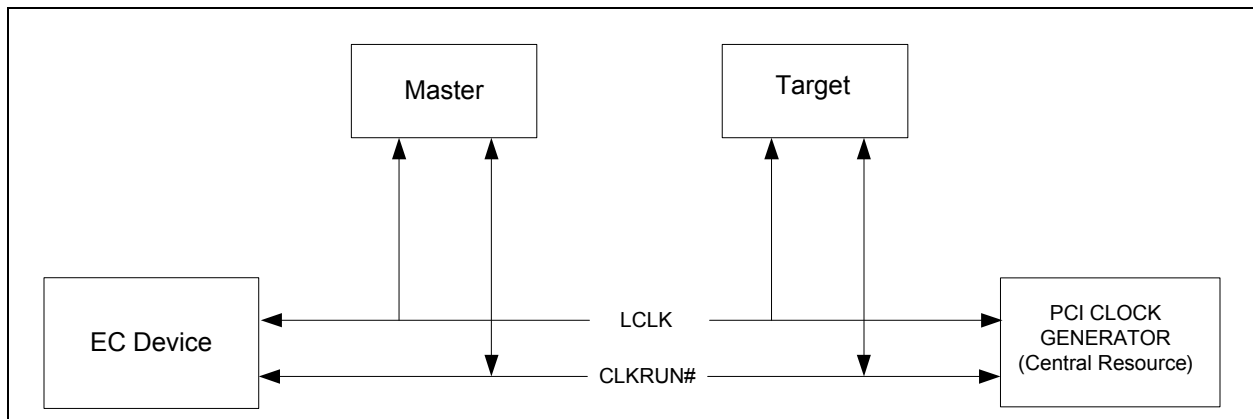 Master
Target
EC Device
LCLK
CLKRUN#
PCI CLOCK
GENERATOR
(Central Resource)